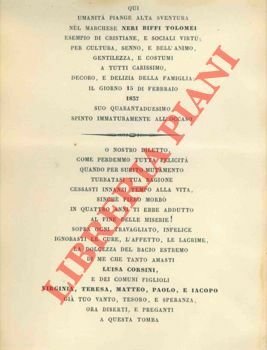 QUI
UMANITÀ PIANGE ALTA SVENTURA
NEL MARCHESE NERI BIFFI TOLOMEI
ESEMPIO DI CRISTIANE, E SOCIALI VIRTÙ;
PER CULTURA, SENNO, E BELL'ANIMO,
GENTILEZZA, E COSTUMI
A TUTTI CARISSIMO,
DECORO, E DELIZIA DELLA FAMIGLIA;
IL GIORNO 15 DI FEBBRAIO
1857
SUO QUARANTADUESIMO,
SPINTO IMMATURAMENTE ALL'OCCASO
O NOSTRO DILETTO,
COME PERDEMMO TUTTA FELICITÀ
QUANDO PER SUBITO
TURBATASI TUA RAGIONE
CESSASTI INNANZI TEMPO ALLA VITA,
SINCHÈ FIERO MORBO
IN QUATTRO ANNI TI EBBE ADDUTTO
AL FINE DELLE MISERIE!
SOPRA OGNI TRAVAGLIATO, INFELICE
IGNORASTI LE CURE, L'AFFETTO, LE LACRIME,
LA DOLCEZZA DEL BACIO ESTREMO
DI ME CHE TANTO AMASTI
LUISA CORSINI,
E DEI COMUNI FIGLIOLI
VIRGINIA, TERESA, MATTEO, PAOLO, E IACOPO
GIÀ TUO VANTO, TESORO, E SPERANZA,
ORA DISERTI, E PREGANTI
A QUESTA TOMBA
LIBRERIA PIANI